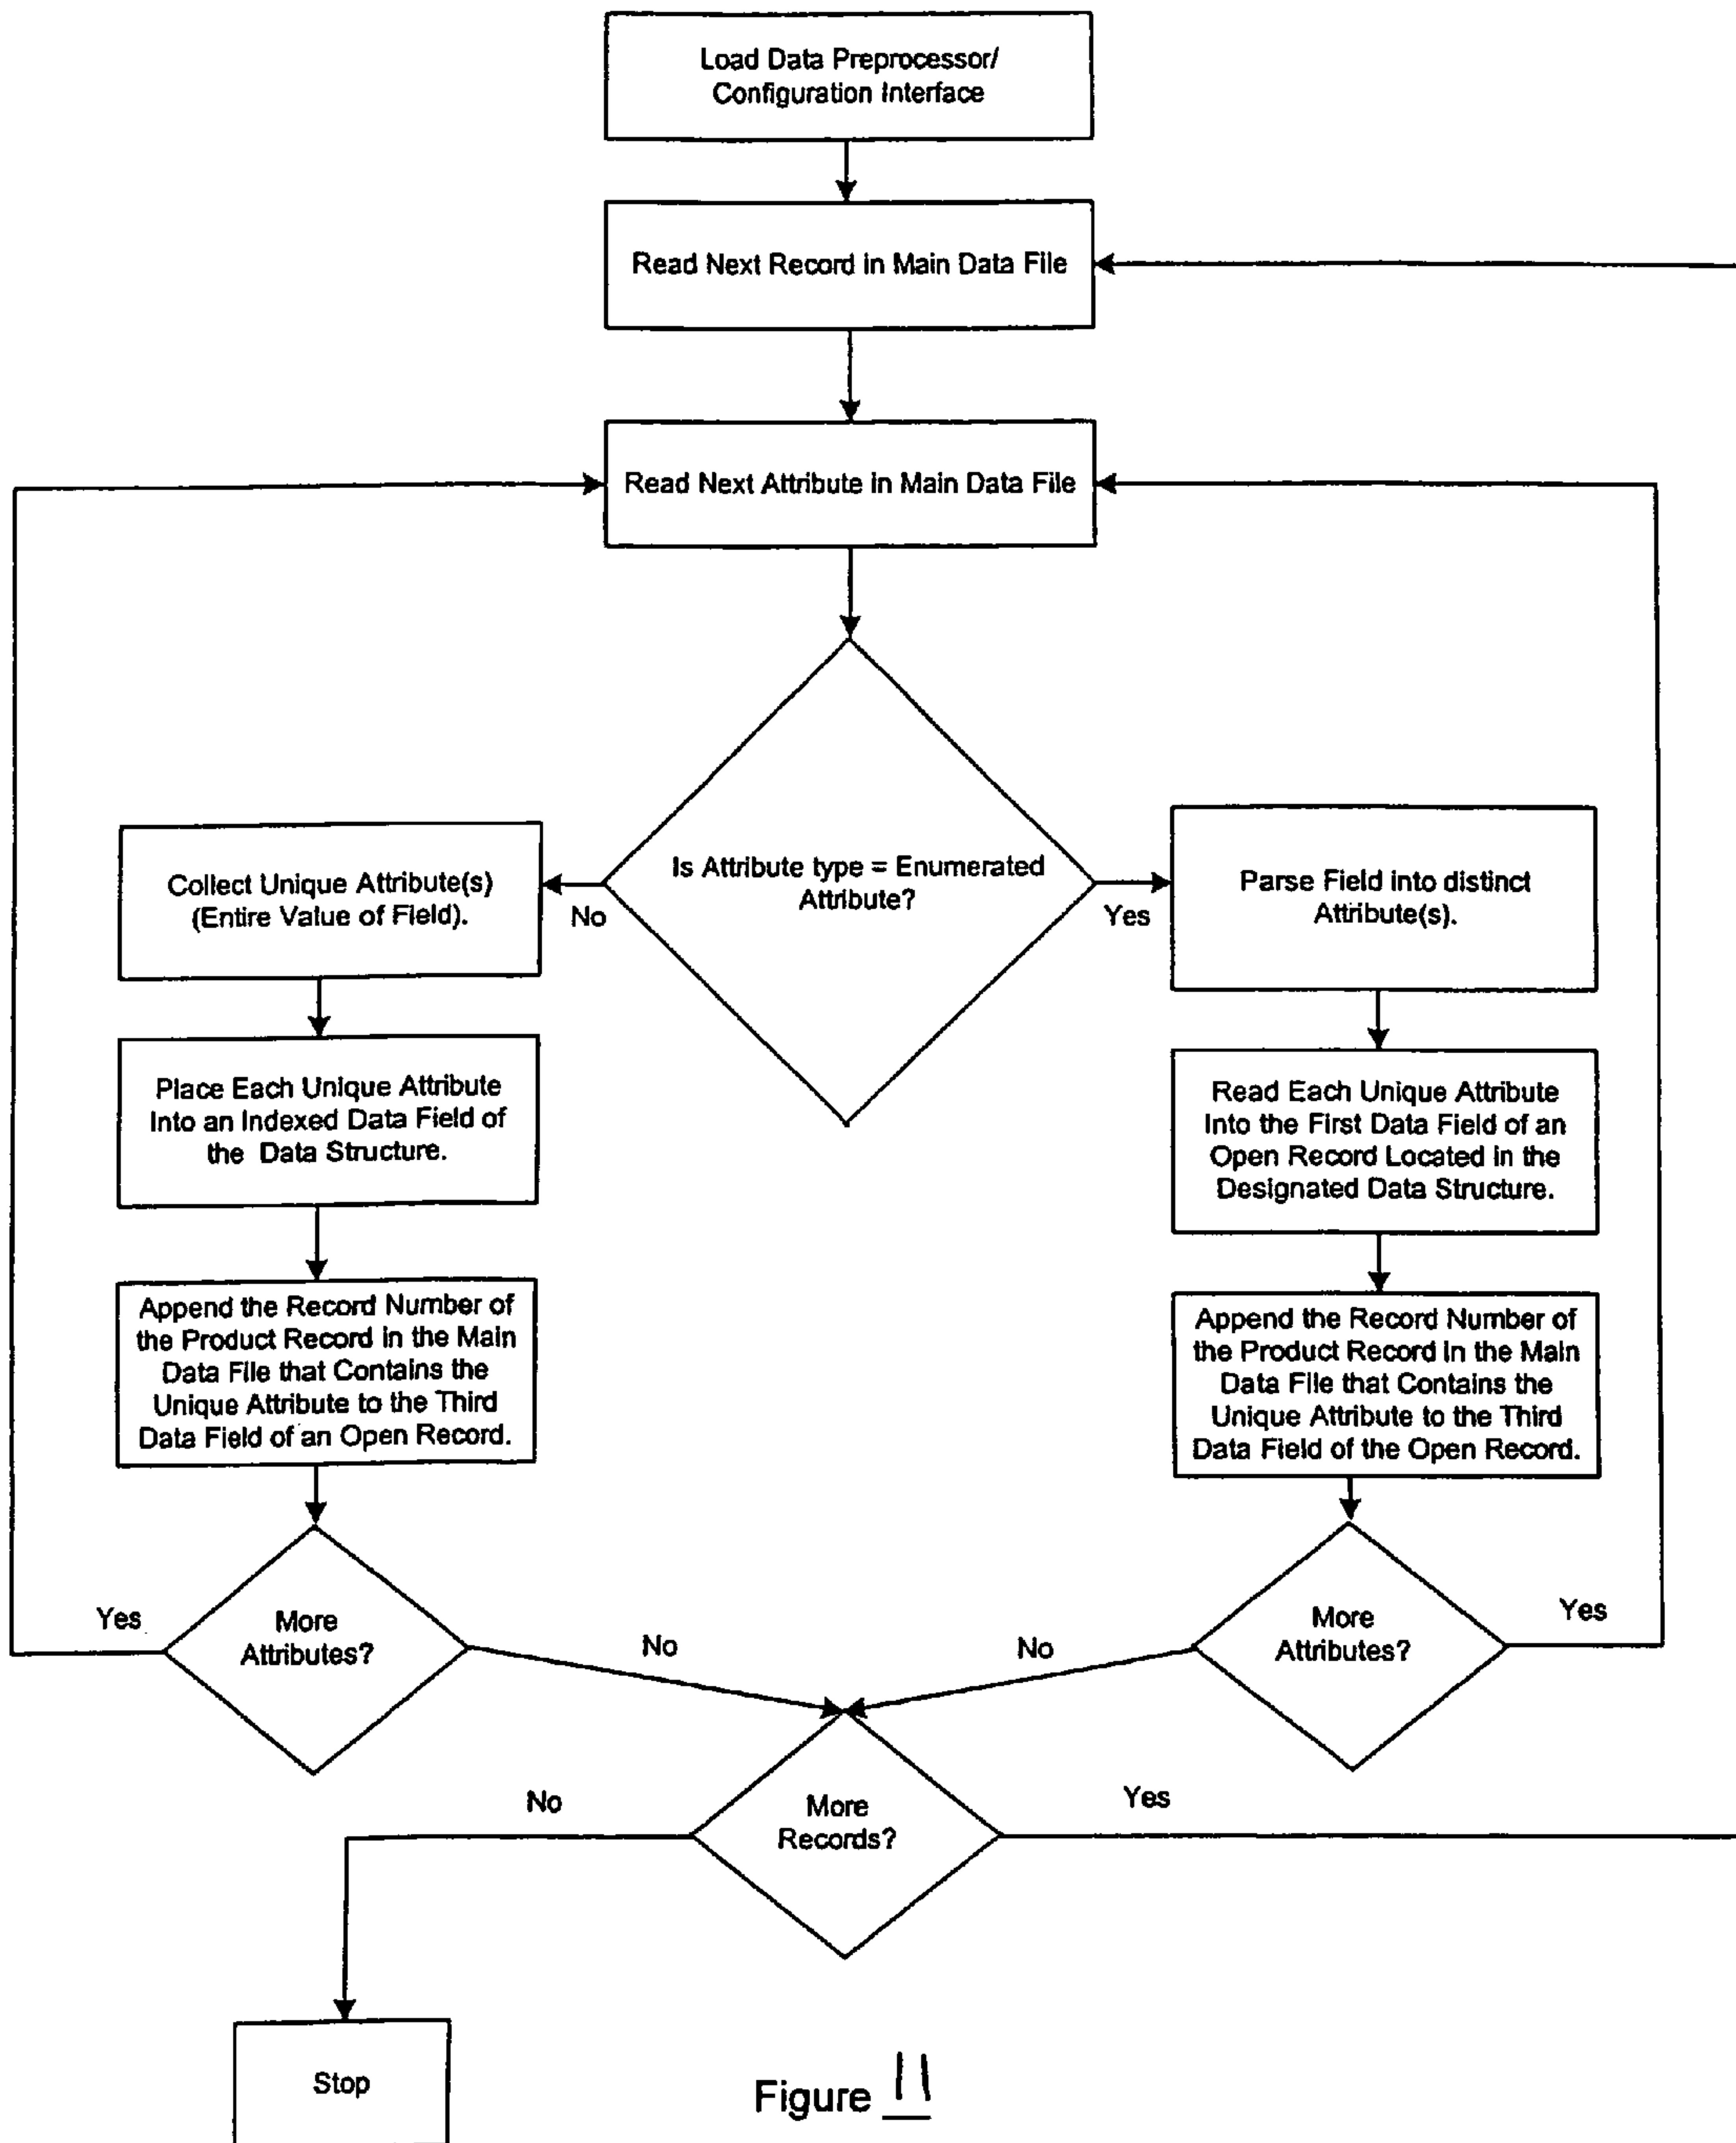 Load Data Preprocessor/
Configuration Interface
Read Next Record in Main Data File
Read Next Attribute in Main Data File
Is Attribute type = Enumerated
Attribute?
No
Yes
Collect Unique Attribute(s)
(Entire Value of Field).
Place Each Unique Attribute
Into an Indexed Data Field of
the Data Structure.
Append the Record Number of
the Product Record in the Main
Data File that Contains the
Unique Attribute to the Third
Data Field of an Open Record.
Parse Field into distinct
Attribute(s).
Read Each Unique Attribute
Into the First Data Field of an
Open Record Located in the
Designated Data Structure.
Append the Record Number of
the Product Record in the Main
Data File that Contains the
Unique Attribute to the Third
Data Field of the Open Record.
Yes
More
Attributes?
No
No
More
Attributes?
Yes
No
More
Records?
Yes
Stop
Figure 11